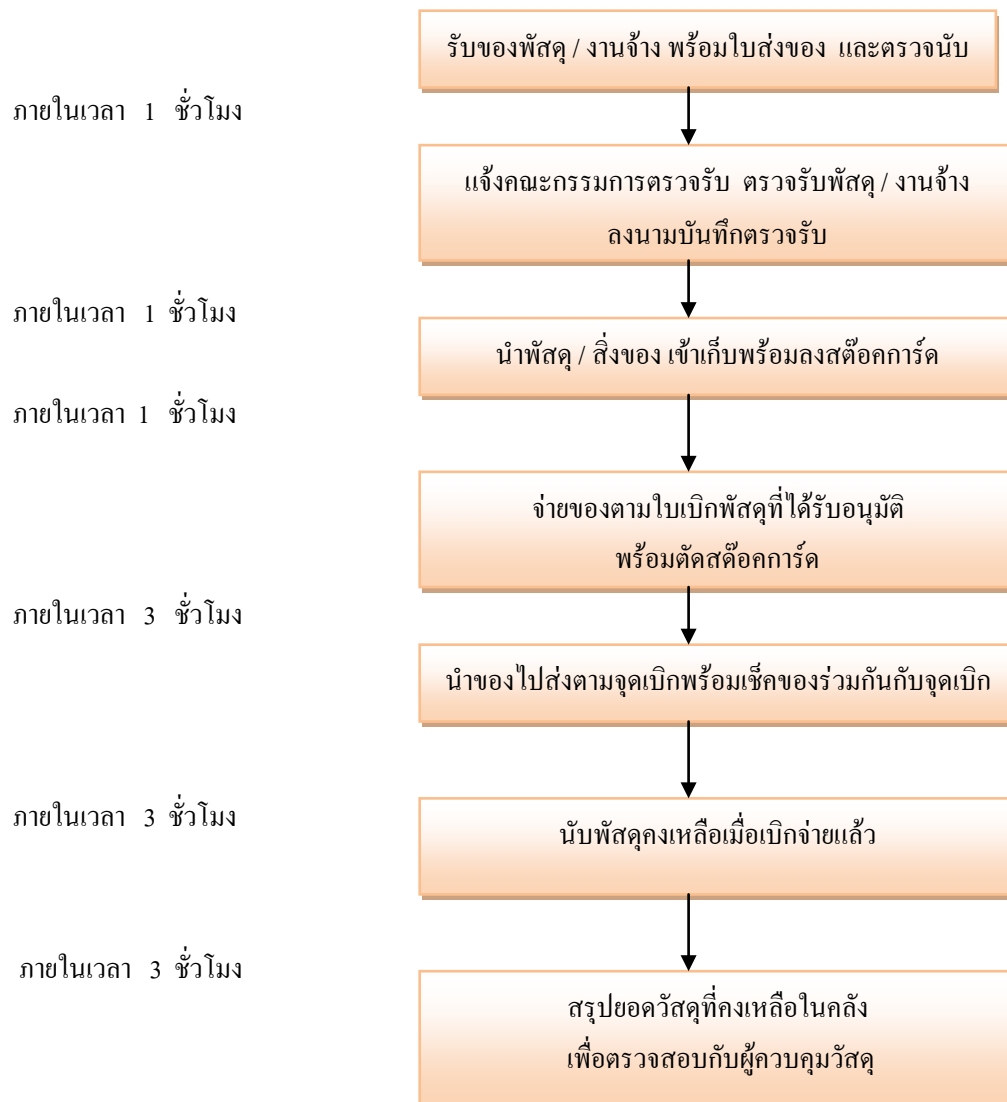 รับของพัสดุ / งานจ้าง พร้อมใบส่งของ และตรวจนับ
ภายในเวลา 1 ชั่วโมง
แจ้งคณะกรรมการตรวจรับ ตรวจรับพัสดุ / งานจ้าง
ลงนามบันทึกตรวจรับ
ภายในเวลา 1 ชั่วโมง
นำพัสดุ / สิ่งของ เข้าเก็บพร้อมลงสต๊อคการ์ด
ภายในเวลา 1 ชั่วโมง
จ่ายของตามใบเบิกพัสดุที่ได้รับอนุมัติ
พร้อมตัดสต๊อคการ์ด
ภายในเวลา 3 ชั่วโมง
นำของไปส่งตามจุดเบิกพร้อมเช็คของร่วมกันกับจุดเบิก
ภายในเวลา 3 ชั่วโมง
นับพัสดุคงเหลือเมื่อเบิกจ่ายแล้ว
ภายในเวลา 3 ชั่วโมง
สรุปยอดวัสดุที่คงเหลือในคลัง
เพื่อตรวจสอบกับผู้ควบคุมวัสดุ